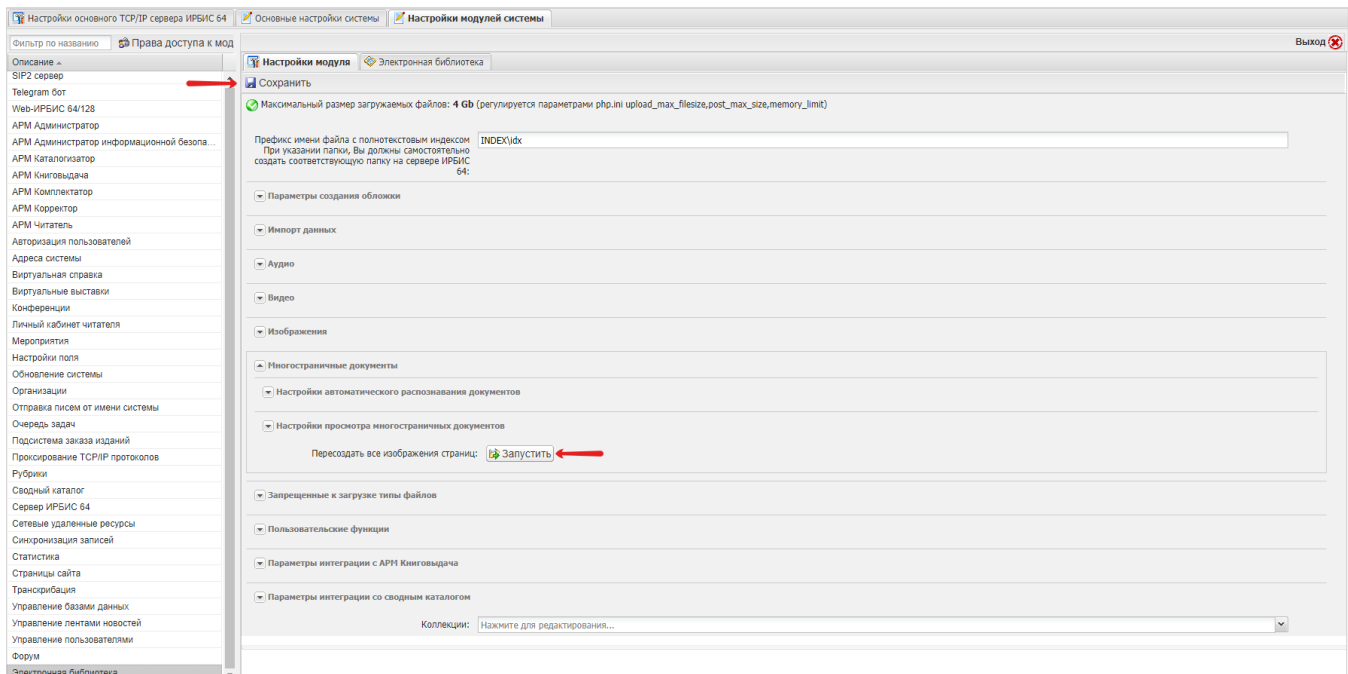 Настройки основного TCP/IP сервера ИРБИС 64
Основные настройки системы
Настройки модулей системы
Фильтр по названию
Права доступа к мод
Выход
Описание
Настройки модуля
Электронная библиотека
SIP2 сервер
Telegram бот
Web-ИРБИС 64/128
АРМ Администратор
АРМ Администратор информационной безопа...
АРМ Каталогизатор
АРМ Книговыдача
АРМ Комплектатор
АРМ Корректор
АРМ Читатель
Авторизация пользователей
Адреса системы
Виртуальная справка
Виртуальные выставки
Конференции
Личный кабинет читателя
Мероприятия
Настройки поля
Обновление системы
Организации
Отправка писем от имени системы
Очередь задач
Подсистема заказа изданий
Проксирование TCP/IP протоколов
Рубрики
Сводный каталог
Сервер ИРБИС 64
Сетевые удаленные ресурсы
Синхронизация записей
Статистика
Страницы сайта
Транскрибация
Управление базами данных
Управление лентами новостей
Управление пользователями
Форум
Электронная библиотека
Сохранить
Максимальный размер загружаемых файлов: 4 Gb (регулируется параметрами php.ini upload_max_filesize,post_max_size,memory_limit)
Префикс имени файла с полнотекстовым индексом
При указании папки, Вы должны самостоятельно
создать соответствующую папку на сервере ИРБИС
64:
INDEX\idx
Параметры создания обложки
Импорт данных
Аудио
Видео
Изображения
Многостраничные документы
Настройки автоматического распознавания документов
Настройки просмотра многостраничных документов
Пересоздать все изображения страниц:
Запустить
Запрещенные к загрузке типы файлов
Пользовательские функции
Параметры интеграции с АРМ Книговыдача
Параметры интеграции со сводным каталогом
Коллекции:
Нажмите для редактирования...